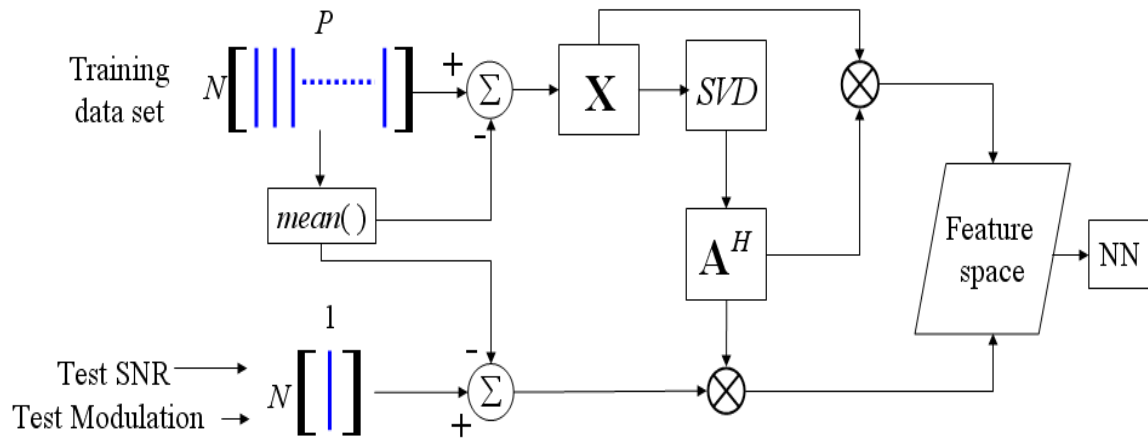 P
Training
data set
N
+
Σ
-
X
SVD
mean( )
A^H
Feature
space
NN
1
Test SNR
Test Modulation
N
-
Σ
+